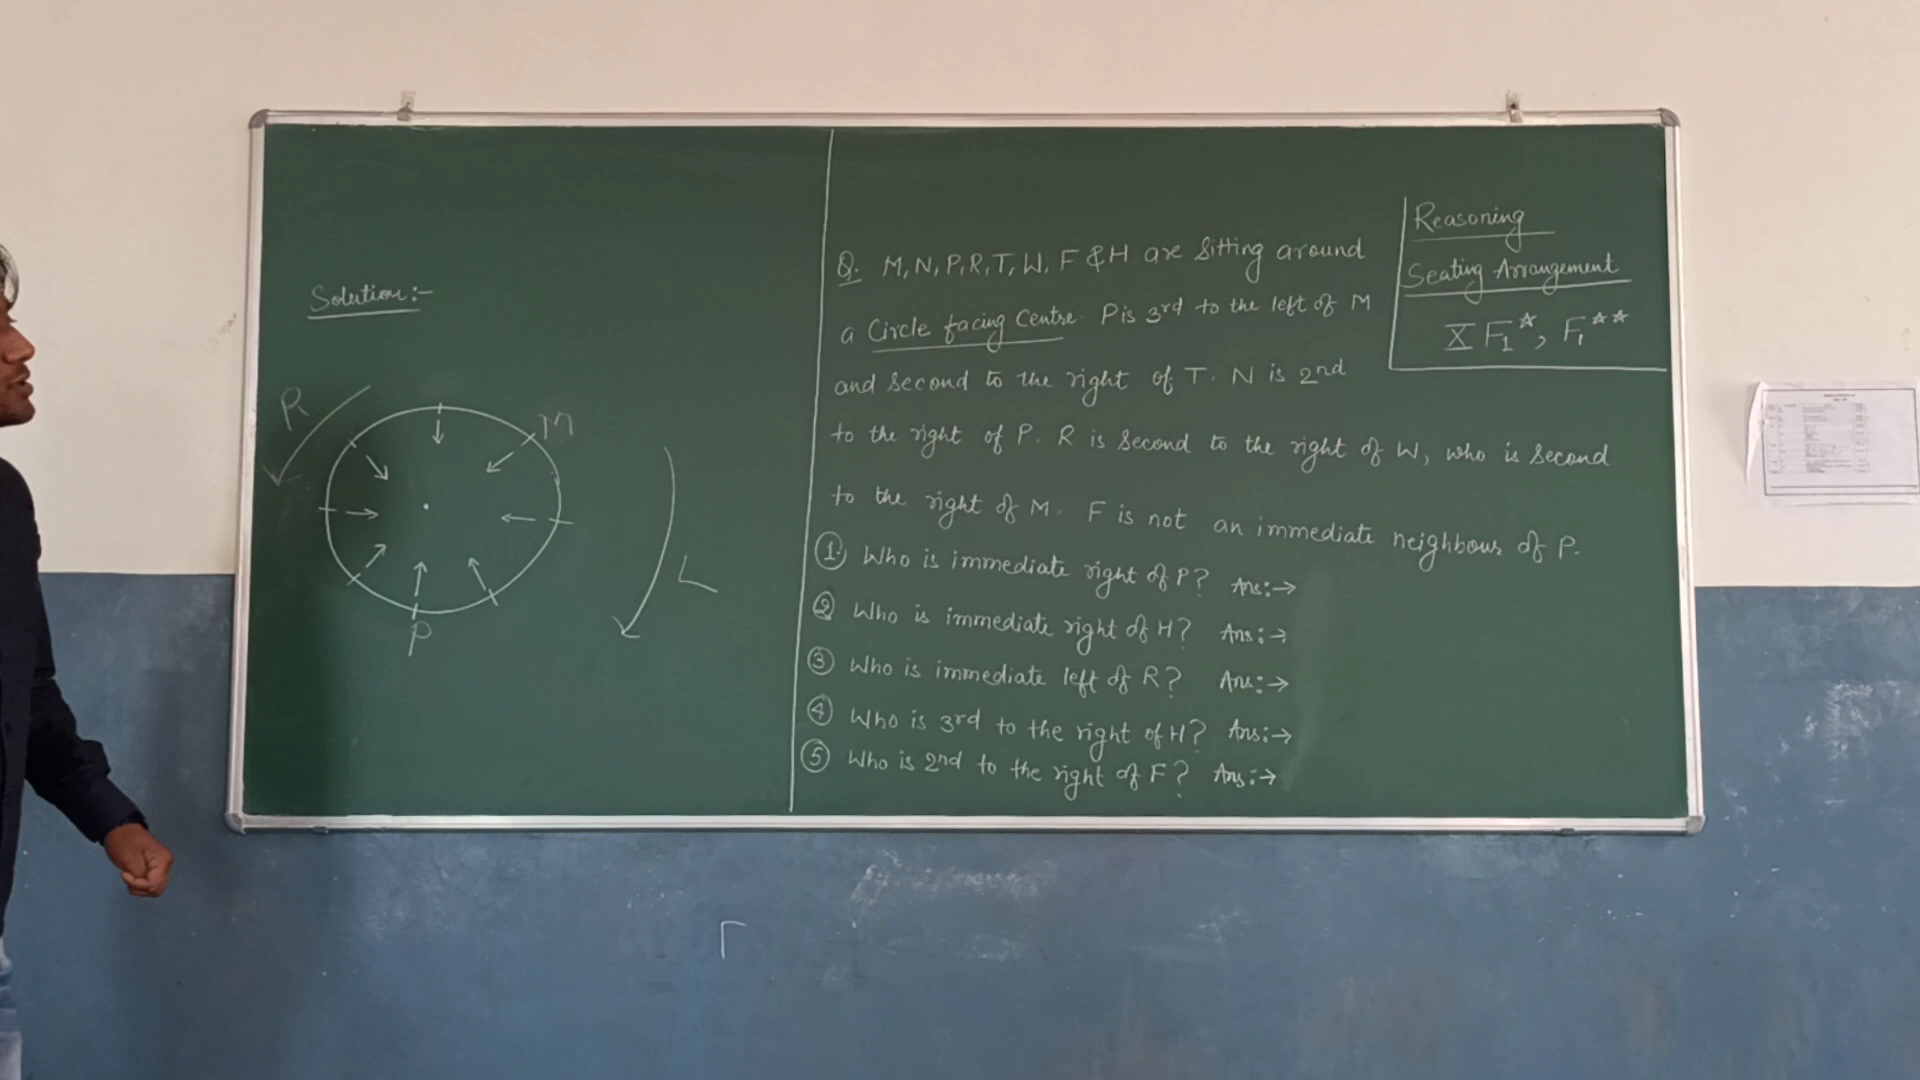 Solution:-
R
M
L
P
Q. M, N, P, R, T, W, F & H are sitting around
a Circle facing Centre. P is 3rd to the left of M
and second to the right of T. N is 2nd
to the right of P. R is second to the right of W, who is second
to the right of M. F is not an immediate neighbour of P.
① Who is immediate right of P? Ans:→
② Who is immediate right of H? Ans:→
③ Who is immediate left of R? Ans:→
④ Who is 3rd to the right of H? Ans:→
⑤ Who is 2nd to the right of F? Ans:→
Reasoning
Seating Arrangement
X F₁*, F₁**